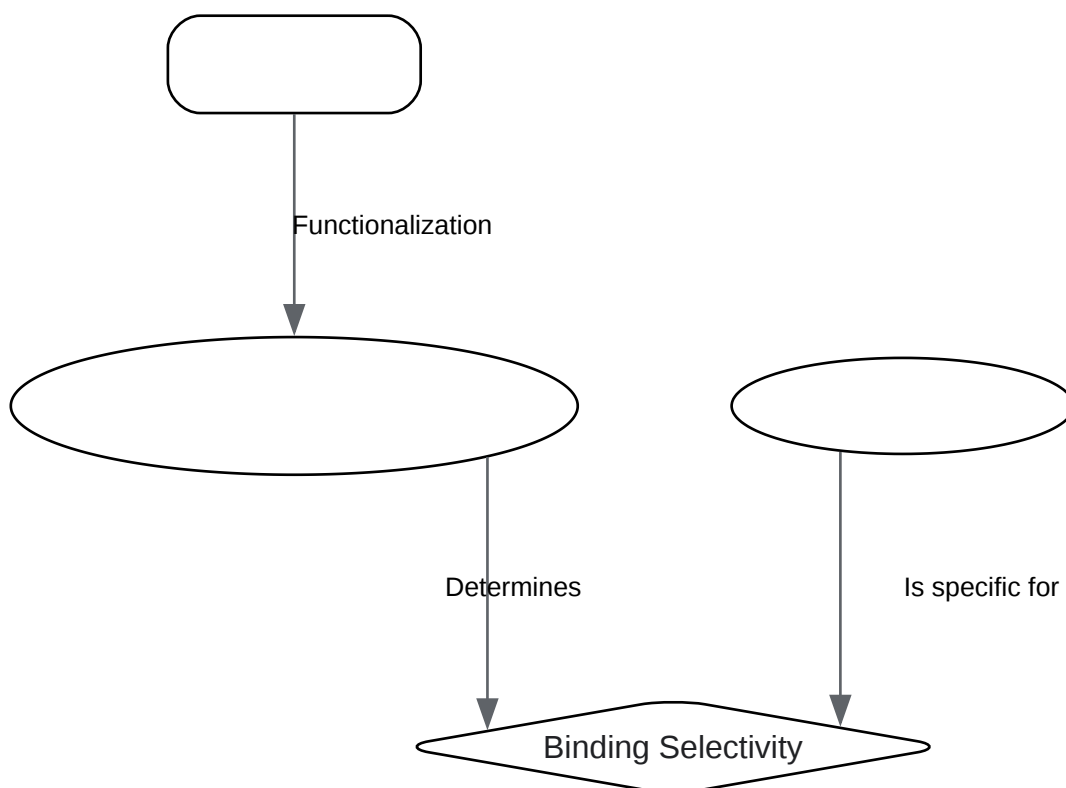 Functionalization
Determines
Is specific for
Binding Selectivity